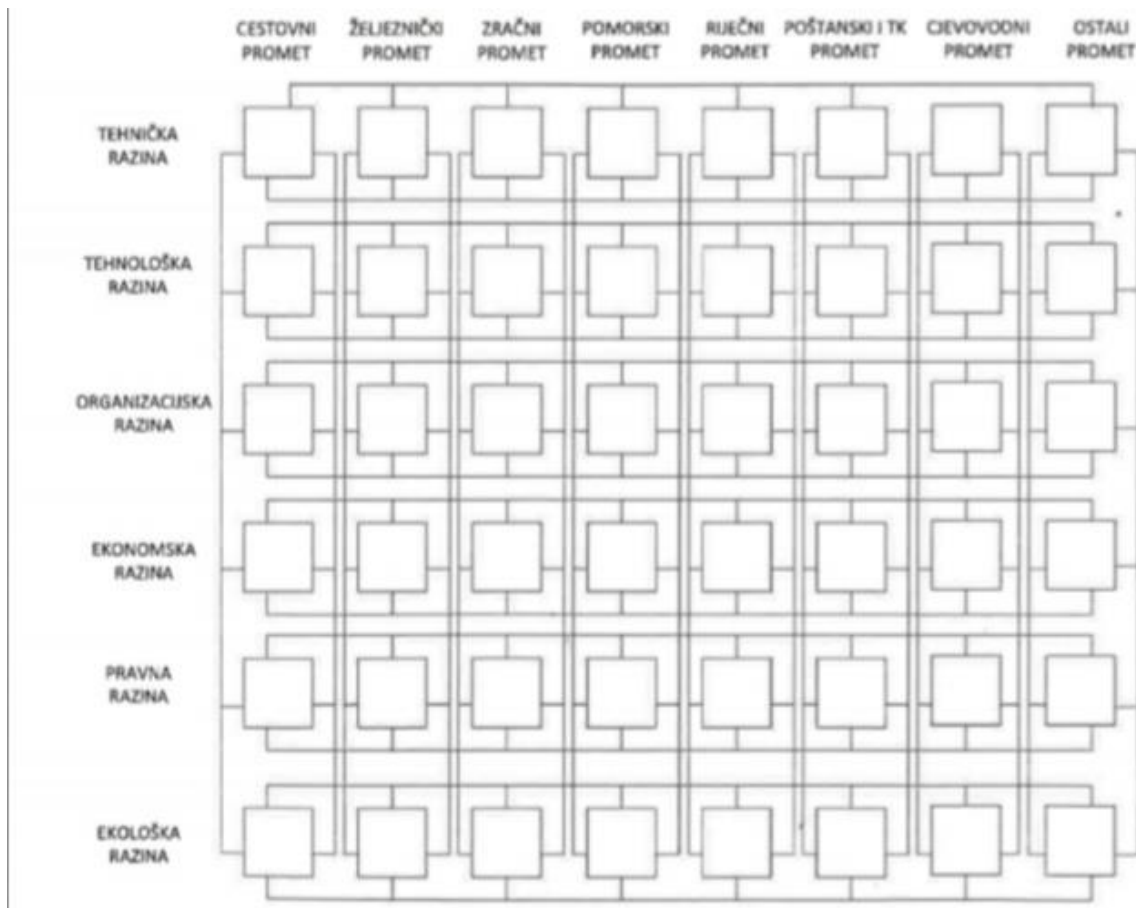 CESTOVNI ŽELJEZNIČKI ZRAČNI POMORSKI RIJEČNI POŠTANSKI I TK CJEVOVODNI OSTALI
PROMET PROMET PROMET PROMET PROMET PROMET PROMET PROMET
TEHNIČKA
RAZINA
TEHNOLOŠKA
RAZINA
ORGANIZACIJSKA
RAZINA
EKONOMSKA
RAZINA
PRAVNA
RAZINA
EKOLOŠKA
RAZINA